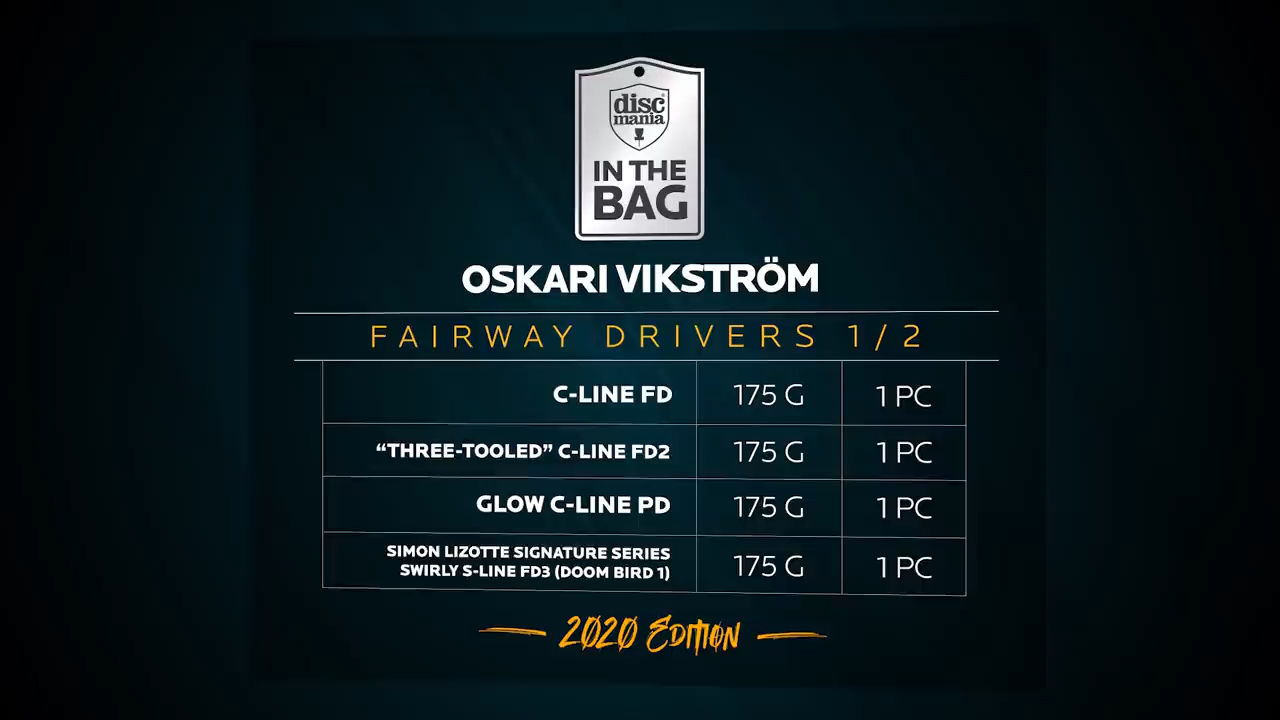 disc
mania
IN THE
BAG
OSKARI VIKSTRÖM
FAIRWAY DRIVERS 1/2
C-LINE FD 175 G 1 PC
“THREE-TOOLED” C-LINE FD2 175 G 1 PC
GLOW C-LINE PD 175 G 1 PC
SIMON LIZOTTE SIGNATURE SERIES
SWIRLY S-LINE FD3 (DOOM BIRD 1) 175 G 1 PC
2020 EDITION